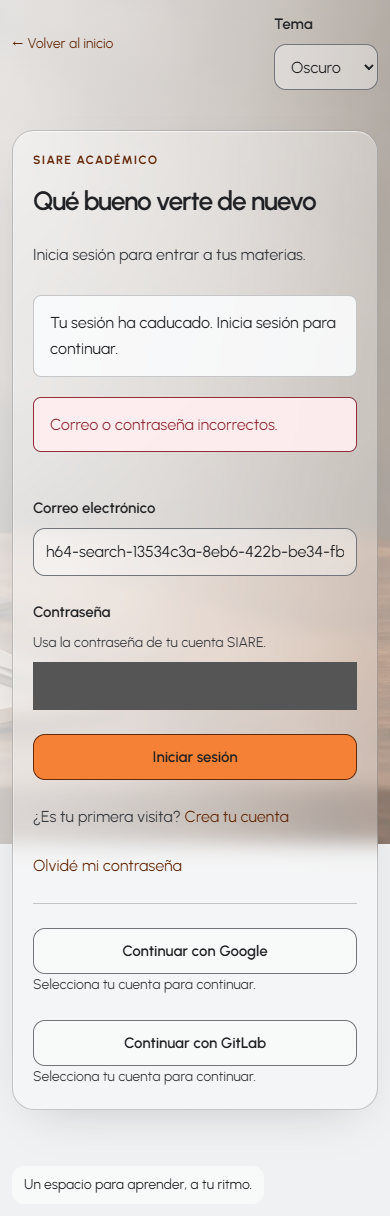 Tema
← Volver al inicio
Oscuro
SIARE ACADÉMICO
Qué bueno verte de nuevo
Inicia sesión para entrar a tus materias.
Tu sesión ha caducado. Inicia sesión para
continuar.
Correo o contraseña incorrectos.
Correo electrónico
h64-search-13534c3a-8eb6-422b-be34-fb
Contraseña
Usa la contraseña de tu cuenta SIARE.
Iniciar sesión
¿Es tu primera visita? Crea tu cuenta
Olvidé mi contraseña
Continuar con Google
Selecciona tu cuenta para continuar.
Continuar con GitLab
Selecciona tu cuenta para continuar.
Un espacio para aprender, a tu ritmo.